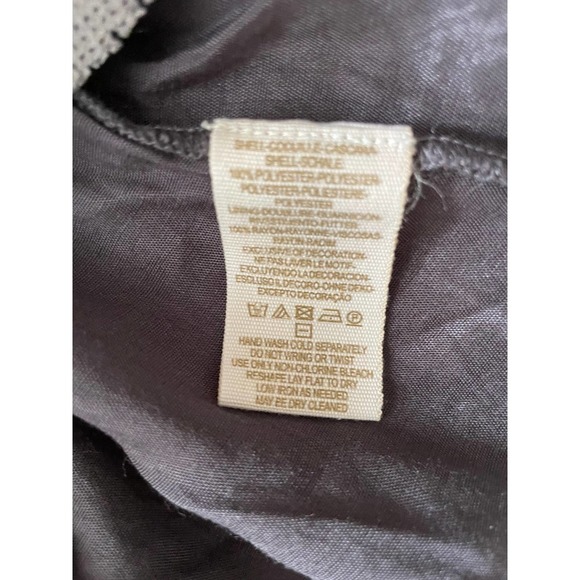 SHELL-COQUILLE-CASCARA-
SHELL-SCHALE
100% POLYESTER-POLYESTER-
POLYESTER-POLIESTERE-
POLYESTER
LINING-DOUBLURE-GUARNICION-
100% RAYON-RAYONNE-VISCOSAS-
RAYON-RADIM
EXCLUSIVE OF DECORATION
NE PAS LAVER LE MOTIF.
EXCLUYENDO LA DECORACION.
ESCLUSO IL DECORO-OHNE DEKO-
EXCEPTO DECORAÇÃO
HAND WASH COLD SEPARATELY
DO NOT WRING OR TWIST
USE ONLY NON-CHLORINE BLEACH
RESHAPE LAY FLAT TO DRY
LOW IRON AS NEEDED
MAY BE DRY CLEANED